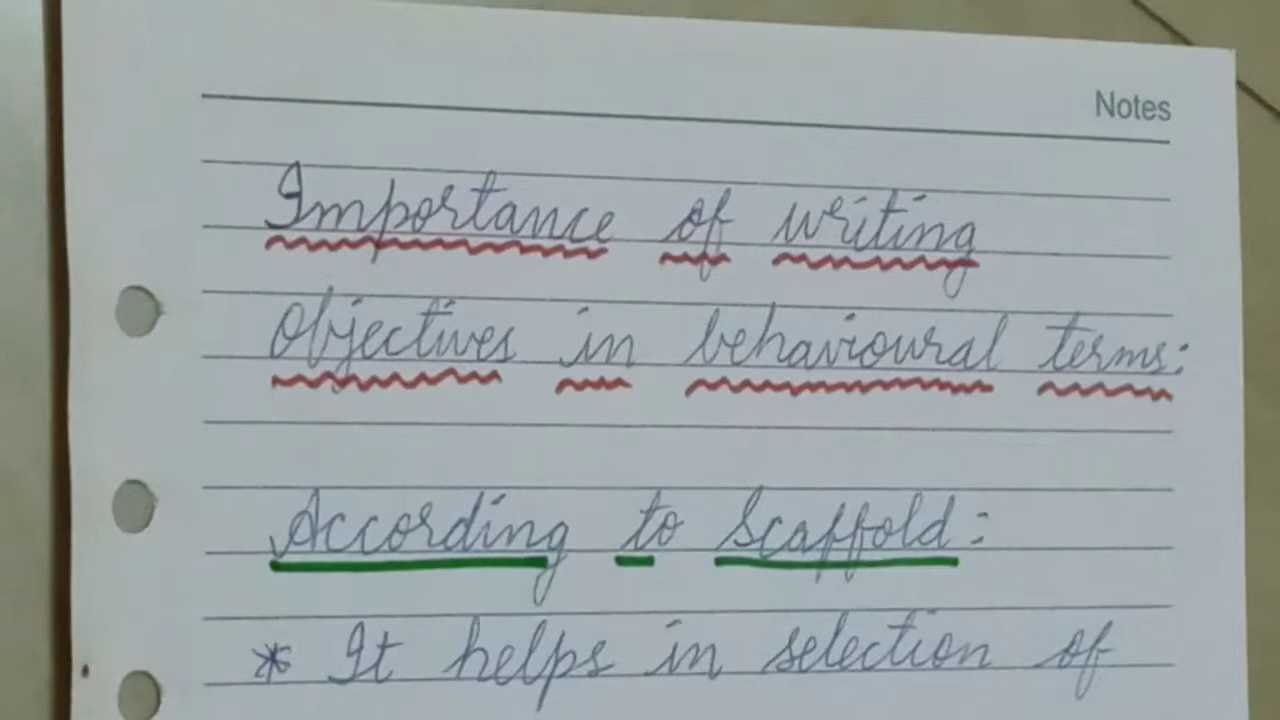 Notes
Importance of writing
objectives in behavioural terms:
According to Scaffold:
* It helps in selection of